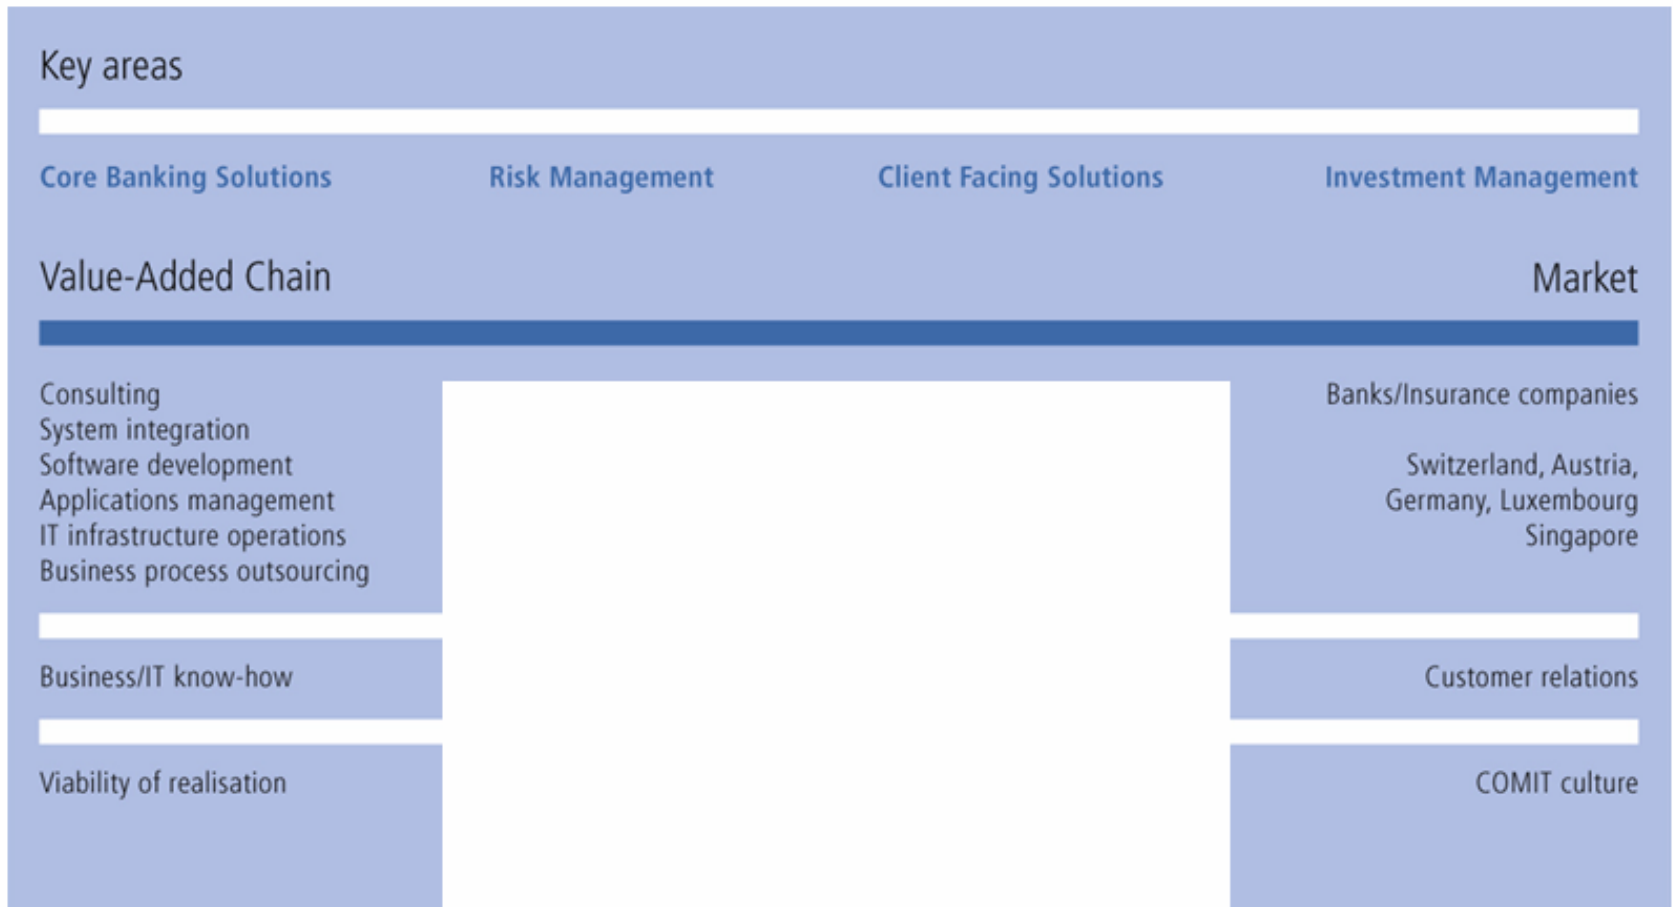 Key areas
Core Banking Solutions
Risk Management
Client Facing Solutions
Investment Management
Value-Added Chain
Market
Consulting
System integration
Software development
Applications management
IT infrastructure operations
Business process outsourcing
Banks/Insurance companies
Switzerland, Austria,
Germany, Luxembourg
Singapore
Business/IT know-how
Customer relations
Viability of realisation
COMIT culture